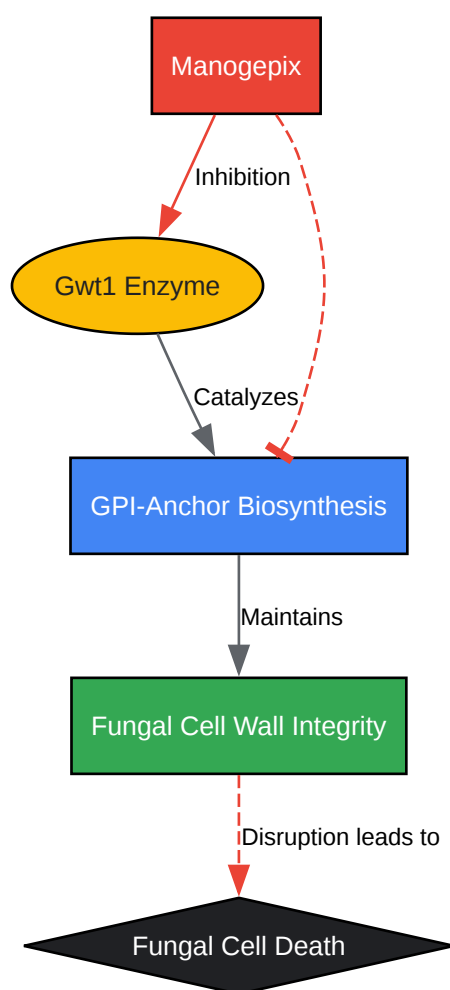 Manogepix
Inhibition
Gwt1 Enzyme
Catalyzes
GPI-Anchor Biosynthesis
Maintains
Fungal Cell Wall Integrity
Disruption leads to
Fungal Cell Death